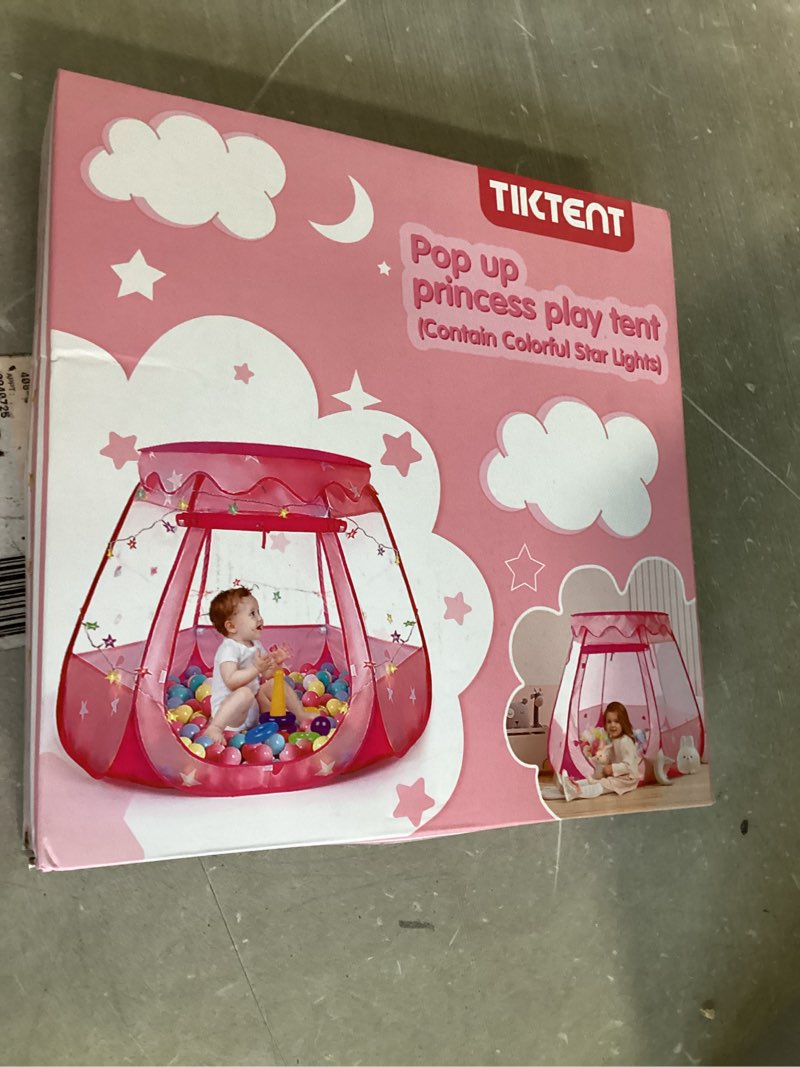 TIKTENT
Pop up
princess play tent
(Contain Colorful Star Lights)